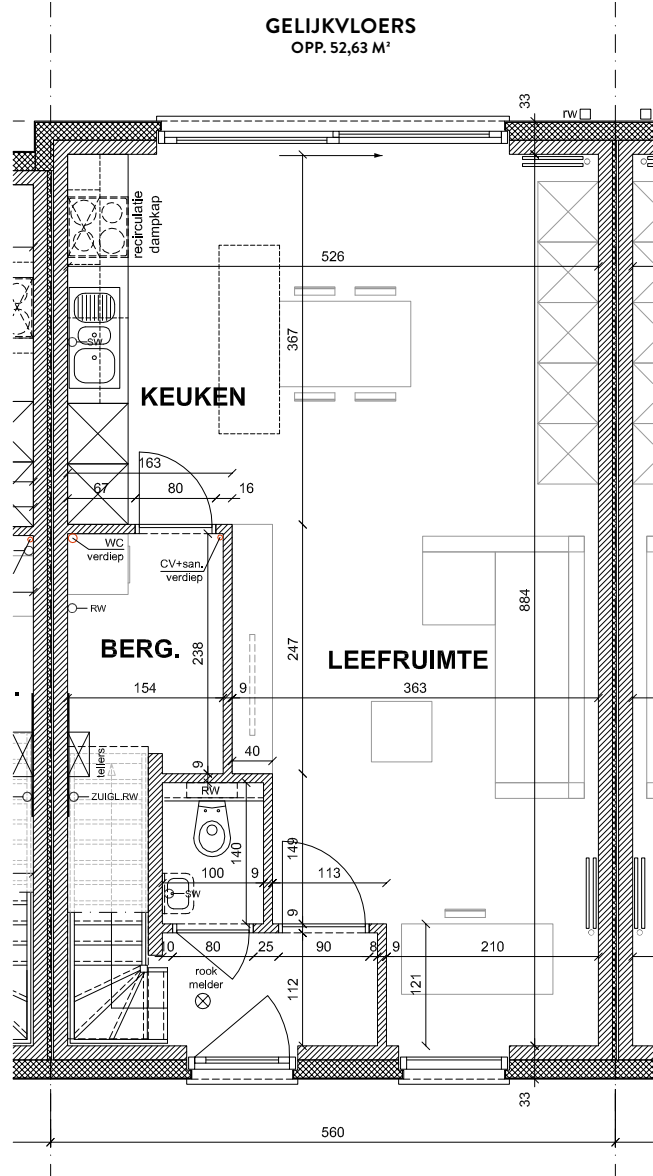 GELIJKVLOERS
OPP. 52,63 M²
33
rw
recirculatie
dampkap
526
367
SW
KEUKEN
163
67
80
16
WC
verdiep
CV+san.
verdiep
RW
884
BERG.
238
247
LEEFRUIMTE
154
9
363
40
tellers
9
RW
ZUIGL.RW
140
149
100
9
113
SW
9
10
80
25
90
8
9
210
rook
melder
112
121
33
560